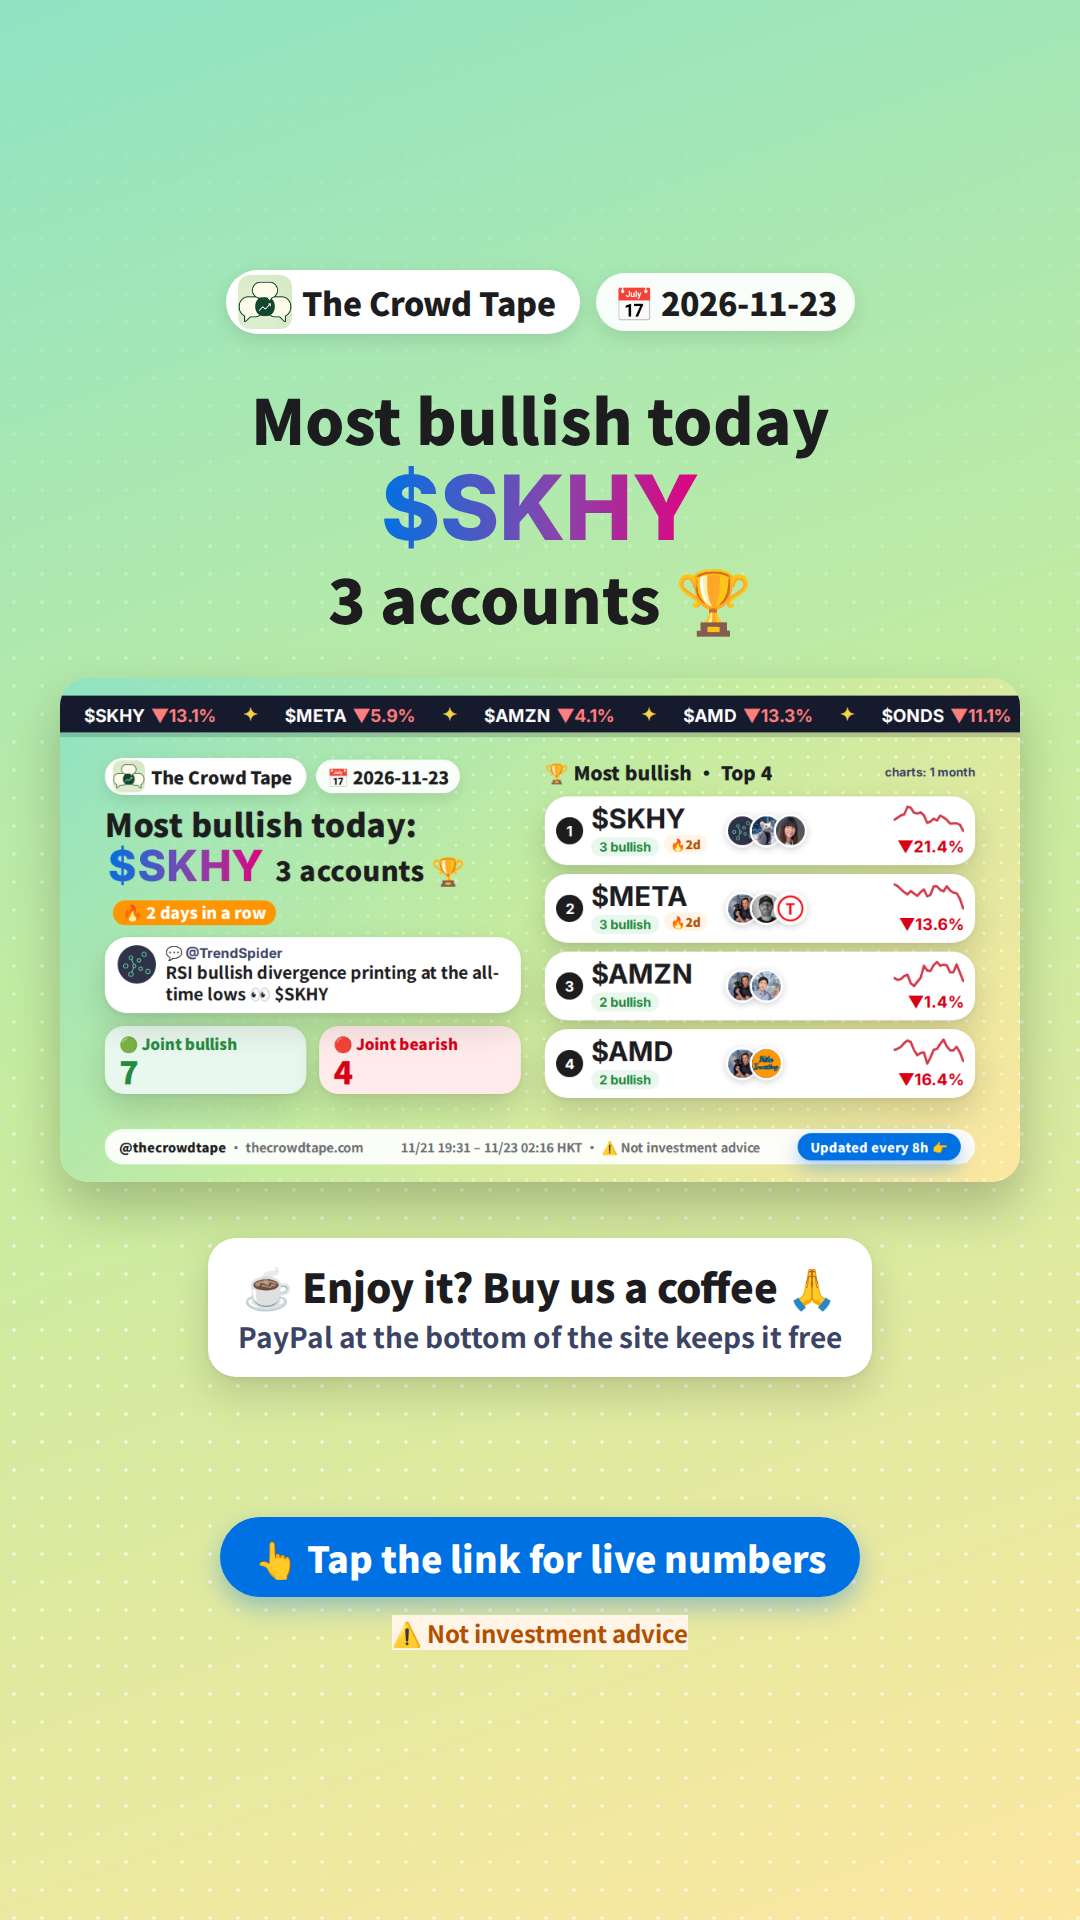 The Crowd Tape
July 17 2026-11-23
Most bullish today
$SKHY
3 accounts
$SKHY ▼13.1% ✦ $META ▼5.9% ✦ $AMZN ▼4.1% ✦ $AMD ▼13.3% ✦ $ONDS ▼11.1%
The Crowd Tape
2026-11-23
Most bullish today:
$SKHY 3 accounts
2 days in a row
@TrendSpider
RSI bullish divergence printing at the all-
time lows 👀 $SKHY
Joint bullish
7
Joint bearish
4
Most bullish • Top 4
charts: 1 month
1 $SKHY
3 bullish 2d
▼21.4%
2 $META
3 bullish 2d
T
▼13.6%
3 $AMZN
2 bullish
▼1.4%
4 $AMD
2 bullish
▼16.4%
@thecrowdtape • thecrowdtape.com
11/21 19:31 – 11/23 02:16 HKT • ⚠️ Not investment advice
Updated every 8h
Enjoy it? Buy us a coffee
PayPal at the bottom of the site keeps it free
Tap the link for live numbers
⚠️ Not investment advice